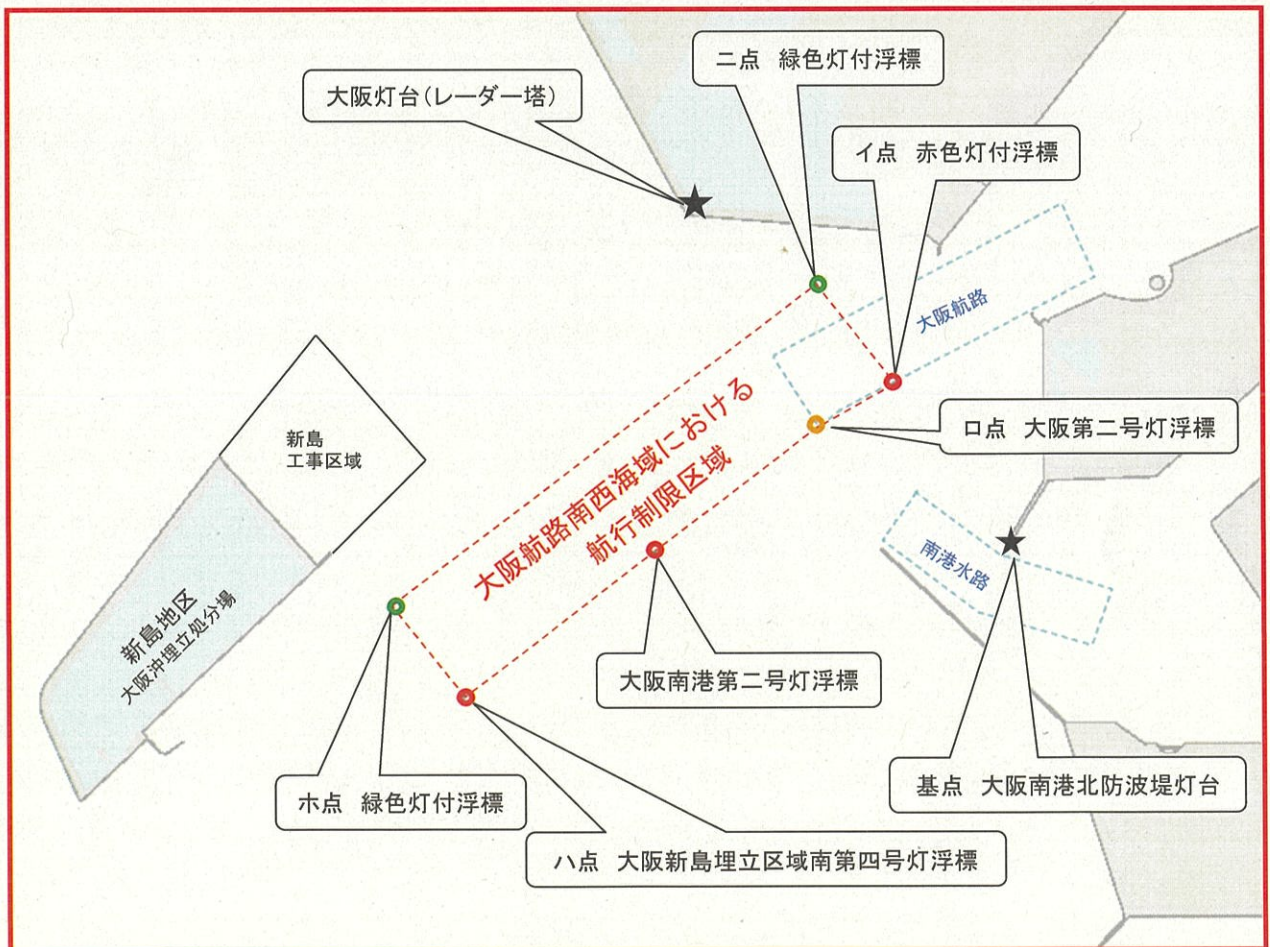 二点 緑色灯付浮標
大阪灯台(レーダー塔)
イ点 赤色灯付浮標
大阪航路
ロ点 大阪第二号灯浮標
新島
工事区域
大阪航路南西海域における
航行制限区域
南港水路
新島地区
大阪沖埋立処分場
大阪南港第二号灯浮標
基点 大阪南港北防波堤灯台
ホ点 緑色灯付浮標
ハ点 大阪新島埋立区域南第四号灯浮標